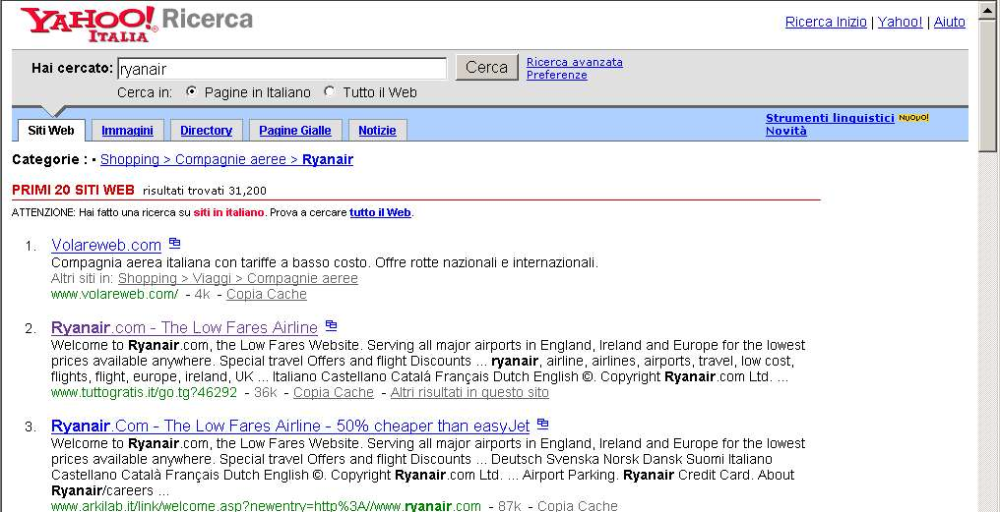 YAHOO! ITALIA Ricerca
Ricerca Inizio | Yahoo! | Aiuto
Hai cercato: ryanair Cerca Ricerca avanzata
Preferenze
Cerca in: Pagine in Italiano Tutto il Web
Siti Web Immagini Directory Pagine Gialle Notizie
Strumenti linguistici NUOVO!
Novità
Categorie : • Shopping > Compagnie aeree > Ryanair
PRIMI 20 SITI WEB risultati trovati 31,200
ATTENZIONE: Hai fatto una ricerca su siti in italiano. Prova a cercare tutto il Web.
1. Volareweb.com
Compagnia aerea italiana con tariffe a basso costo. Offre rotte nazionali e internazionali.
Altri siti in: Shopping > Viaggi > Compagnie aeree
www.volareweb.com/ - 4k - Copia Cache
2. Ryanair.com - The Low Fares Airline
Welcome to Ryanair.com, the Low Fares Website. Serving all major airports in England, Ireland and Europe for the lowest
prices available anywhere. Special travel Offers and flight Discounts ... ryanair, airline, airlines, airports, travel, low cost,
flights, flight, europe, ireland, UK ... Italiano Castellano Català Français Dutch English ©. Copyright Ryanair.com Ltd. ...
www.tuttogratis.it/go.tg?46292 - 36k - Copia Cache - Altri risultati in questo sito
3. Ryanair.Com - The Low Fares Airline - 50% cheaper than easyJet
Welcome to Ryanair.com, the Low Fares Website. Serving all major airports in England, Ireland and Europe for the lowest
prices available anywhere. Special travel Offers and flight Discounts ... Deutsch Svenska Norsk Dansk Suomi Italiano
Castellano Català Français Dutch English ©. Copyright Ryanair.com Ltd. ... Airport Parking. Ryanair Credit Card. About
Ryanair/careers ...
www.arkilab.it/link/welcome.asp?newentry=http%3A//www.ryanair.com - 87k - Copia Cache